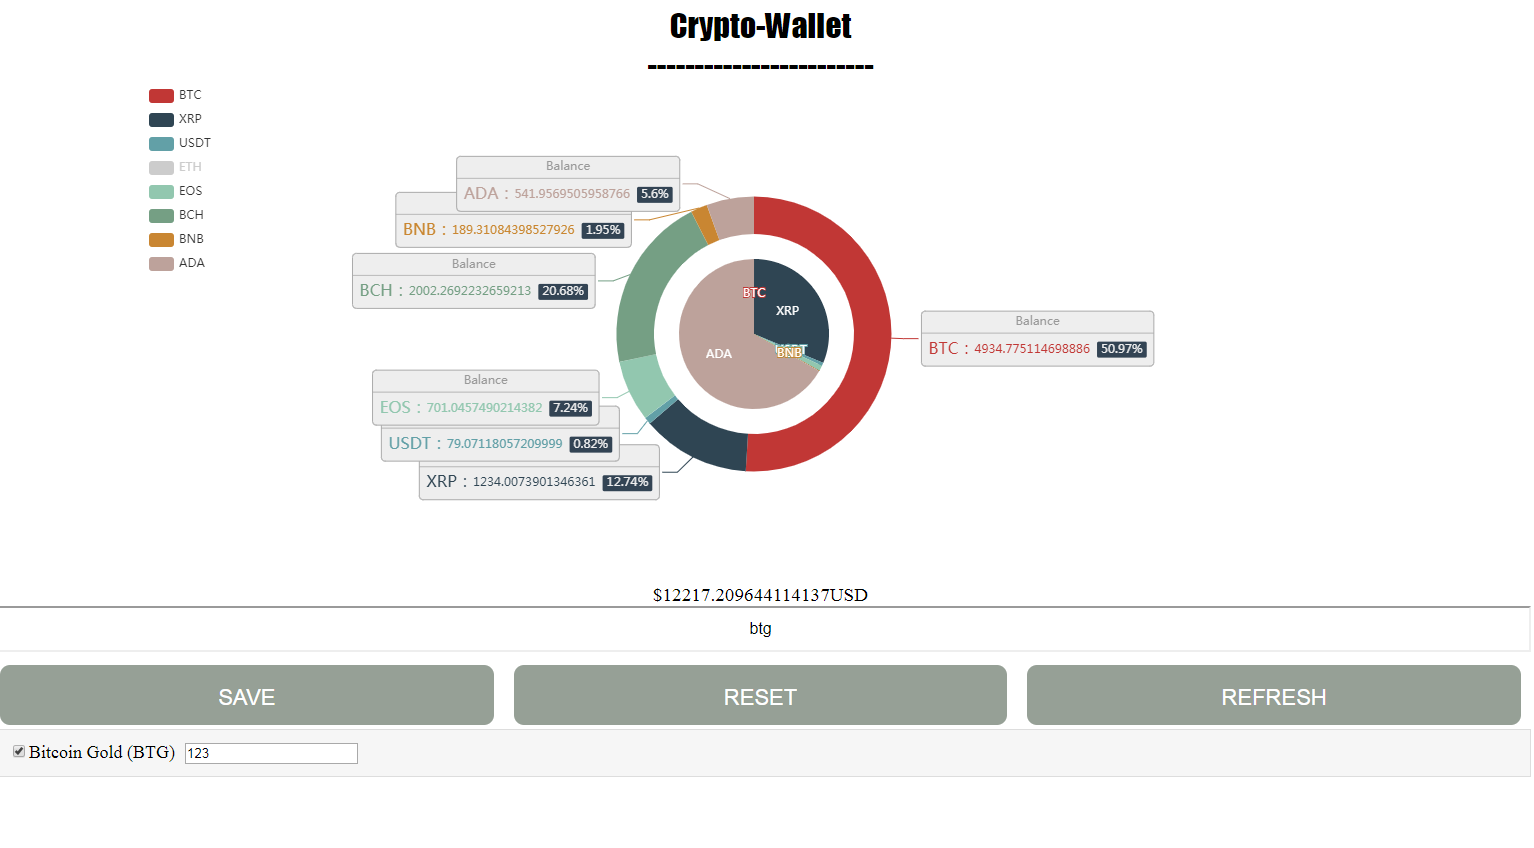 Crypto-Wallet
------------------------
BTC
XRP
USDT
ETH
EOS
BCH
BNB
ADA
Balance
ADA : 541.9569505958766 5.6%
BNB : 189.31084398527926 1.95%
Balance
BCH : 2002.2692232659213 20.68%
Balance
BTC : 4934.775114698886 50.97%
Balance
EOS : 701.0457490214382 7.24%
USDT : 79.07118057209999 0.82%
XRP : 1234.0073901346361 12.74%
BTC
XRP
ADA
BNB
$12217.209644114137USD
btg
SAVE RESET REFRESH
Bitcoin Gold (BTG) 123